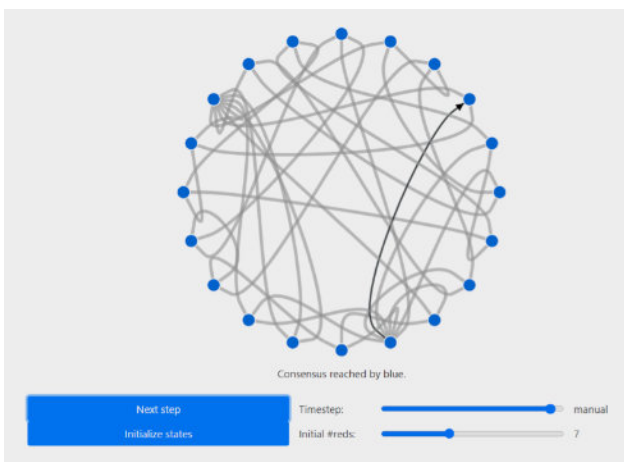 Consensus reached by blue.
Next step
Timestep:
manual
Initialize states
Initial #reds:
7